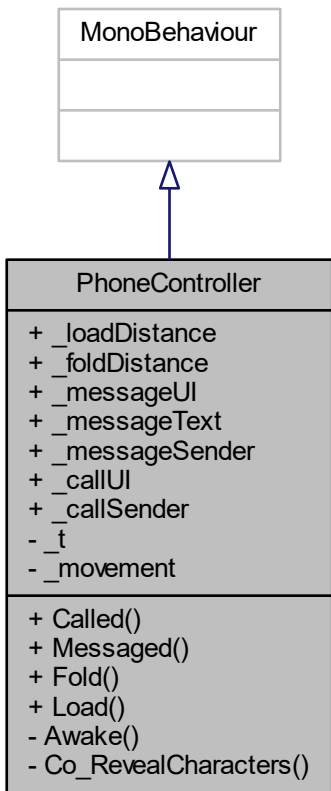 MonoBehaviour
PhoneController
+ _loadDistance
+ _foldDistance
+ _messageUI
+ _messageText
+ _messageSender
+ _callUI
+ _callSender
- _t
- _movement
+ Called()
+ Messaged()
+ Fold()
+ Load()
- Awake()
- Co_RevealCharacters()